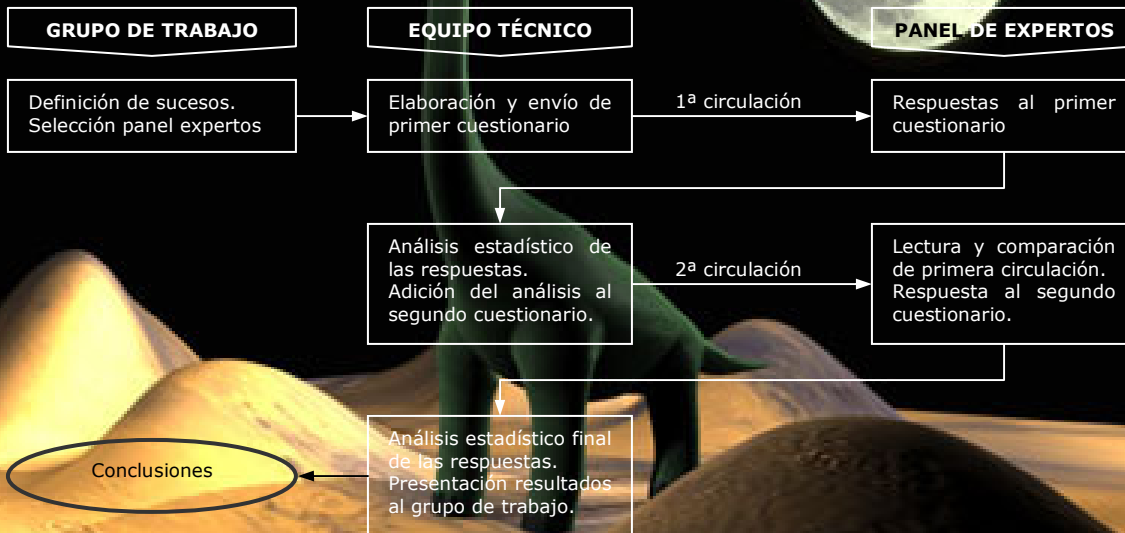 GRUPO DE TRABAJO
EQUIPO TÉCNICO
PANEL DE EXPERTOS
Definición de sucesos.
Selección panel expertos
Elaboración y envío de
primer cuestionario
1ª circulación
Respuestas al primer
cuestionario
Análisis estadístico de
las respuestas.
Adición del análisis al
segundo cuestionario.
2ª circulación
Lectura y comparación
de primera circulación.
Respuesta al segundo
cuestionario.
Análisis estadístico final
de las respuestas.
Presentación resultados
al grupo de trabajo.
Conclusiones